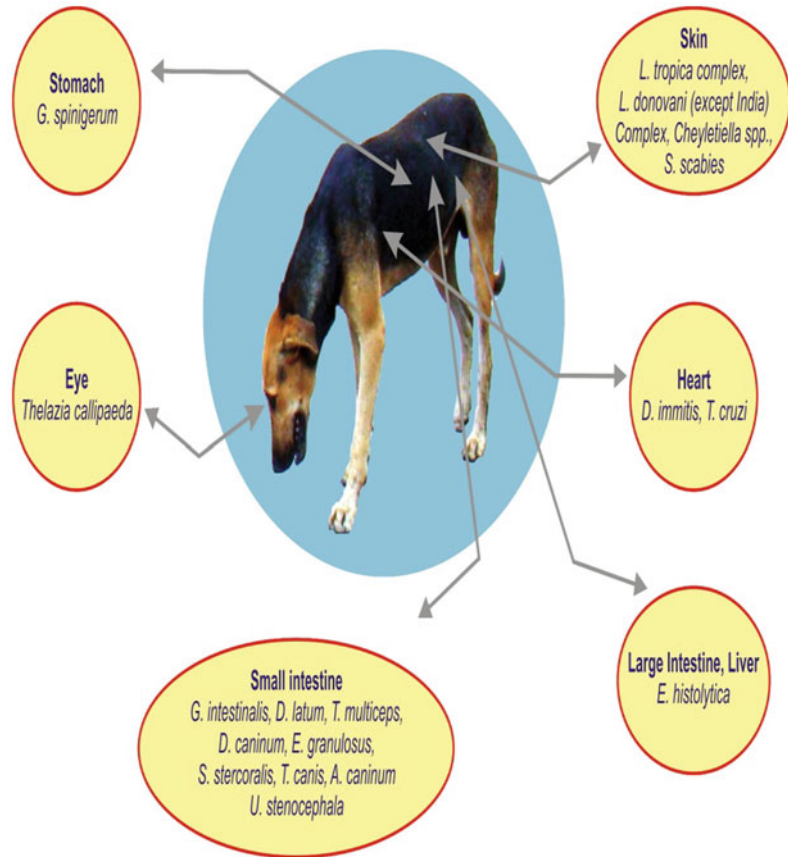 Stomach
G. spinigerum
Skin
L. tropica complex,
L. donovani (except India)
Complex, Cheyletiella spp.,
S. scabies
Eye
Thelazia callipaeda
Heart
D. immitis, T. cruzi
Small intestine
G. intestinalis, D. latum, T. multiceps,
D. caninum, E. granulosus,
S. stercoralis, T. canis, A. caninum
U. stenocephala
Large Intestine, Liver
E. histolytica